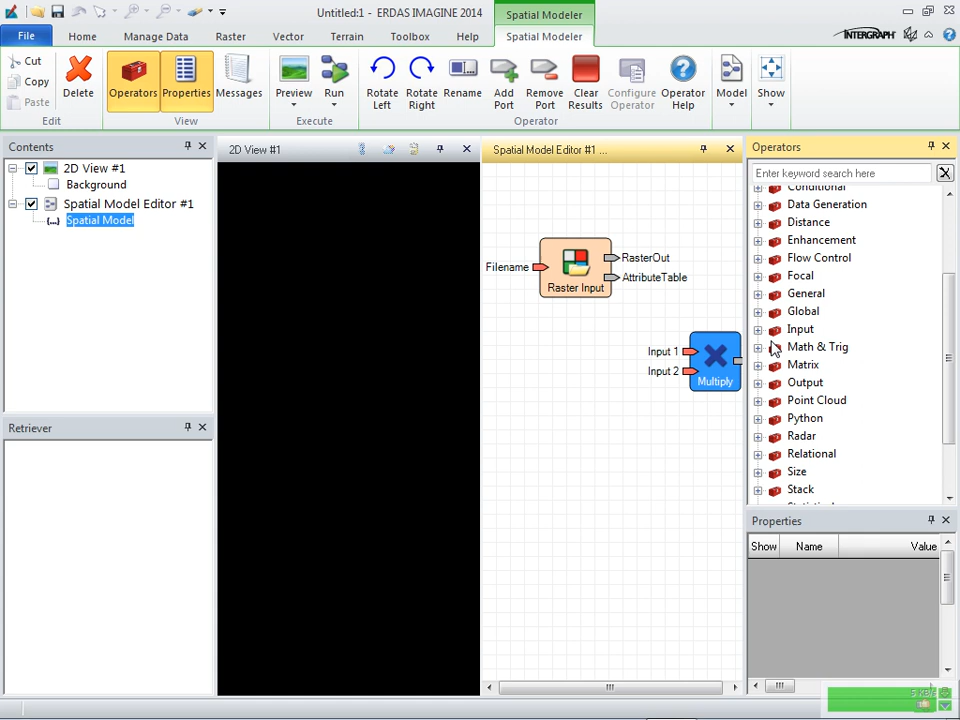 Untitled:1 - ERDAS IMAGINE 2014
Spatial Modeler
File Home Manage Data Raster Vector Terrain Toolbox Help Spatial Modeler
INTERGRAPH
Cut
Copy
Paste
Delete
Operators
Properties
Messages
Preview
Run
Rotate Left
Rotate Right
Rename
Add Port
Remove Port
Clear Results
Configure Operator
Operator Help
Model
Show
Edit View Execute Operator
Contents
2D View #1
Background
Spatial Model Editor #1
(...) Spatial Model
Retriever
2D View #1
Spatial Model Editor #1 ...
Filename
Raster Input
RasterOut
AttributeTable
Input 1
Input 2
Multiply
Operators
Enter keyword search here
Conditional
Data Generation
Distance
Enhancement
Flow Control
Focal
General
Global
Input
Math & Trig
Matrix
Output
Point Cloud
Python
Radar
Relational
Size
Stack
Properties
Show Name Value
5 KB/s